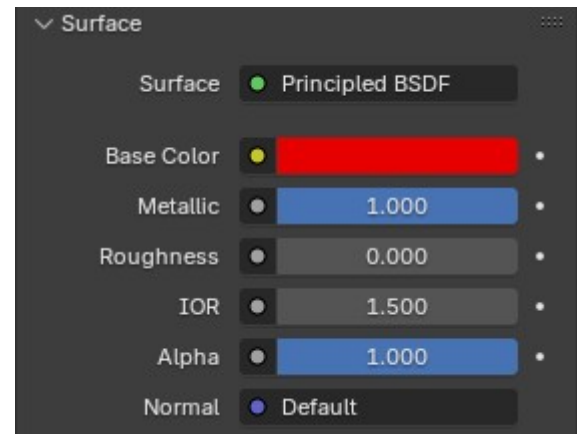 Surface
Surface Principled BSDF
Base Color
Metallic 1.000
Roughness 0.000
IOR 1.500
Alpha 1.000
Normal Default